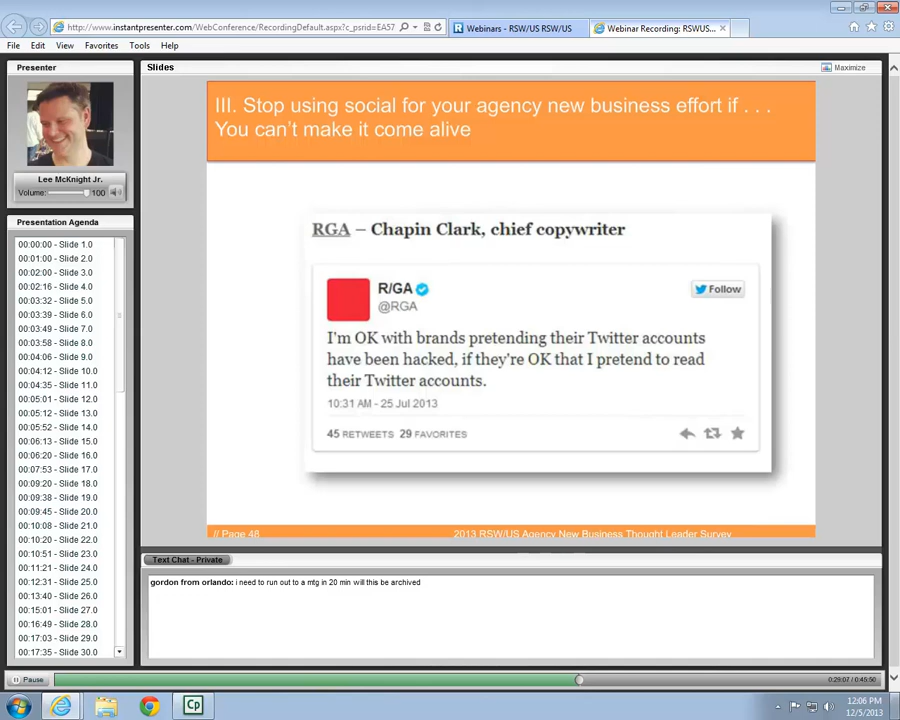 http://www.instantpresenter.com/WebConference/RecordingDefault.aspx?c_psrid=EA57
Webinars - RSW/US RSW/US
Webinar Recording: RSWUS...
File Edit View Favorites Tools Help
Presenter
Slides
Maximize
III. Stop using social for your agency new business effort if . . .
You can't make it come alive
Lee McKnight Jr.
Volume: 100
Presentation Agenda
00:00:00 - Slide 1.0
00:01:00 - Slide 2.0
00:02:00 - Slide 3.0
00:02:16 - Slide 4.0
00:03:32 - Slide 5.0
00:03:39 - Slide 6.0
00:03:49 - Slide 7.0
00:03:58 - Slide 8.0
00:04:06 - Slide 9.0
00:04:12 - Slide 10.0
00:04:35 - Slide 11.0
00:05:01 - Slide 12.0
00:05:12 - Slide 13.0
00:05:52 - Slide 14.0
00:06:13 - Slide 15.0
00:06:20 - Slide 16.0
00:07:53 - Slide 17.0
00:09:20 - Slide 18.0
00:09:38 - Slide 19.0
00:09:45 - Slide 20.0
00:10:08 - Slide 21.0
00:10:20 - Slide 22.0
00:10:51 - Slide 23.0
00:11:21 - Slide 24.0
00:12:31 - Slide 25.0
00:13:40 - Slide 26.0
00:15:01 - Slide 27.0
00:16:49 - Slide 28.0
00:17:03 - Slide 29.0
00:17:35 - Slide 30.0
RGA – Chapin Clark, chief copywriter
R/GA
@RGA
Follow
I'm OK with brands pretending their Twitter accounts
have been hacked, if they're OK that I pretend to read
their Twitter accounts.
10:31 AM - 25 Jul 2013
45 RETWEETS 29 FAVORITES
// Page 48
2013 RSW/US Agency New Business Thought Leader Survey
Text Chat - Private
gordon from orlando: i need to run out to a mtg in 20 min will this be archived
Pause
0:29:07 / 0:45:50
Cp
12:06 PM
12/5/2013